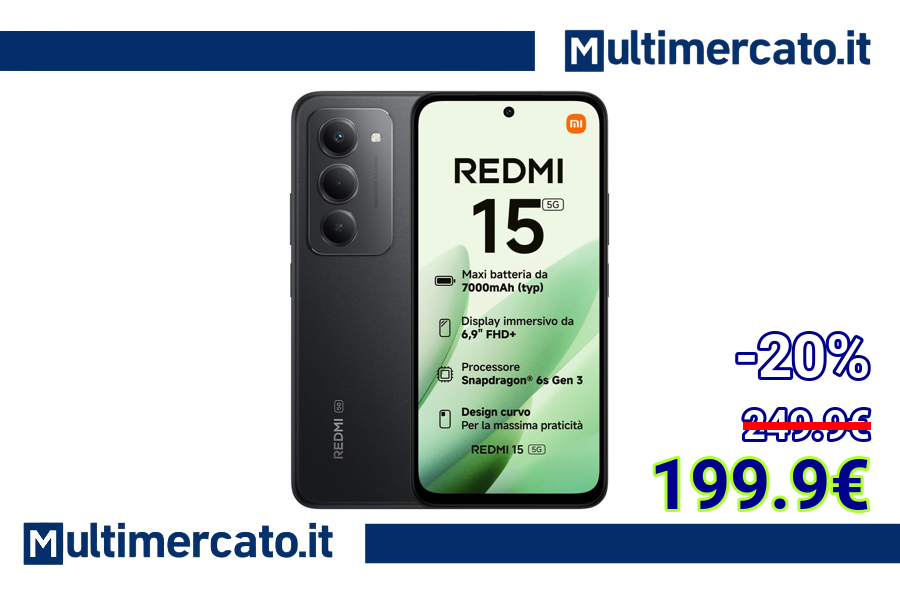 Multimercato.it
REDMI
15 5G
Maxi batteria da
7000mAh (typ)
Display immersivo da
6,9" FHD+
Processore
Snapdragon® 6s Gen 3
Design curvo
Per la massima praticità
REDMI 15 5G
REDMI 5G
-20%
249.9€
199.9€
Multimercato.it